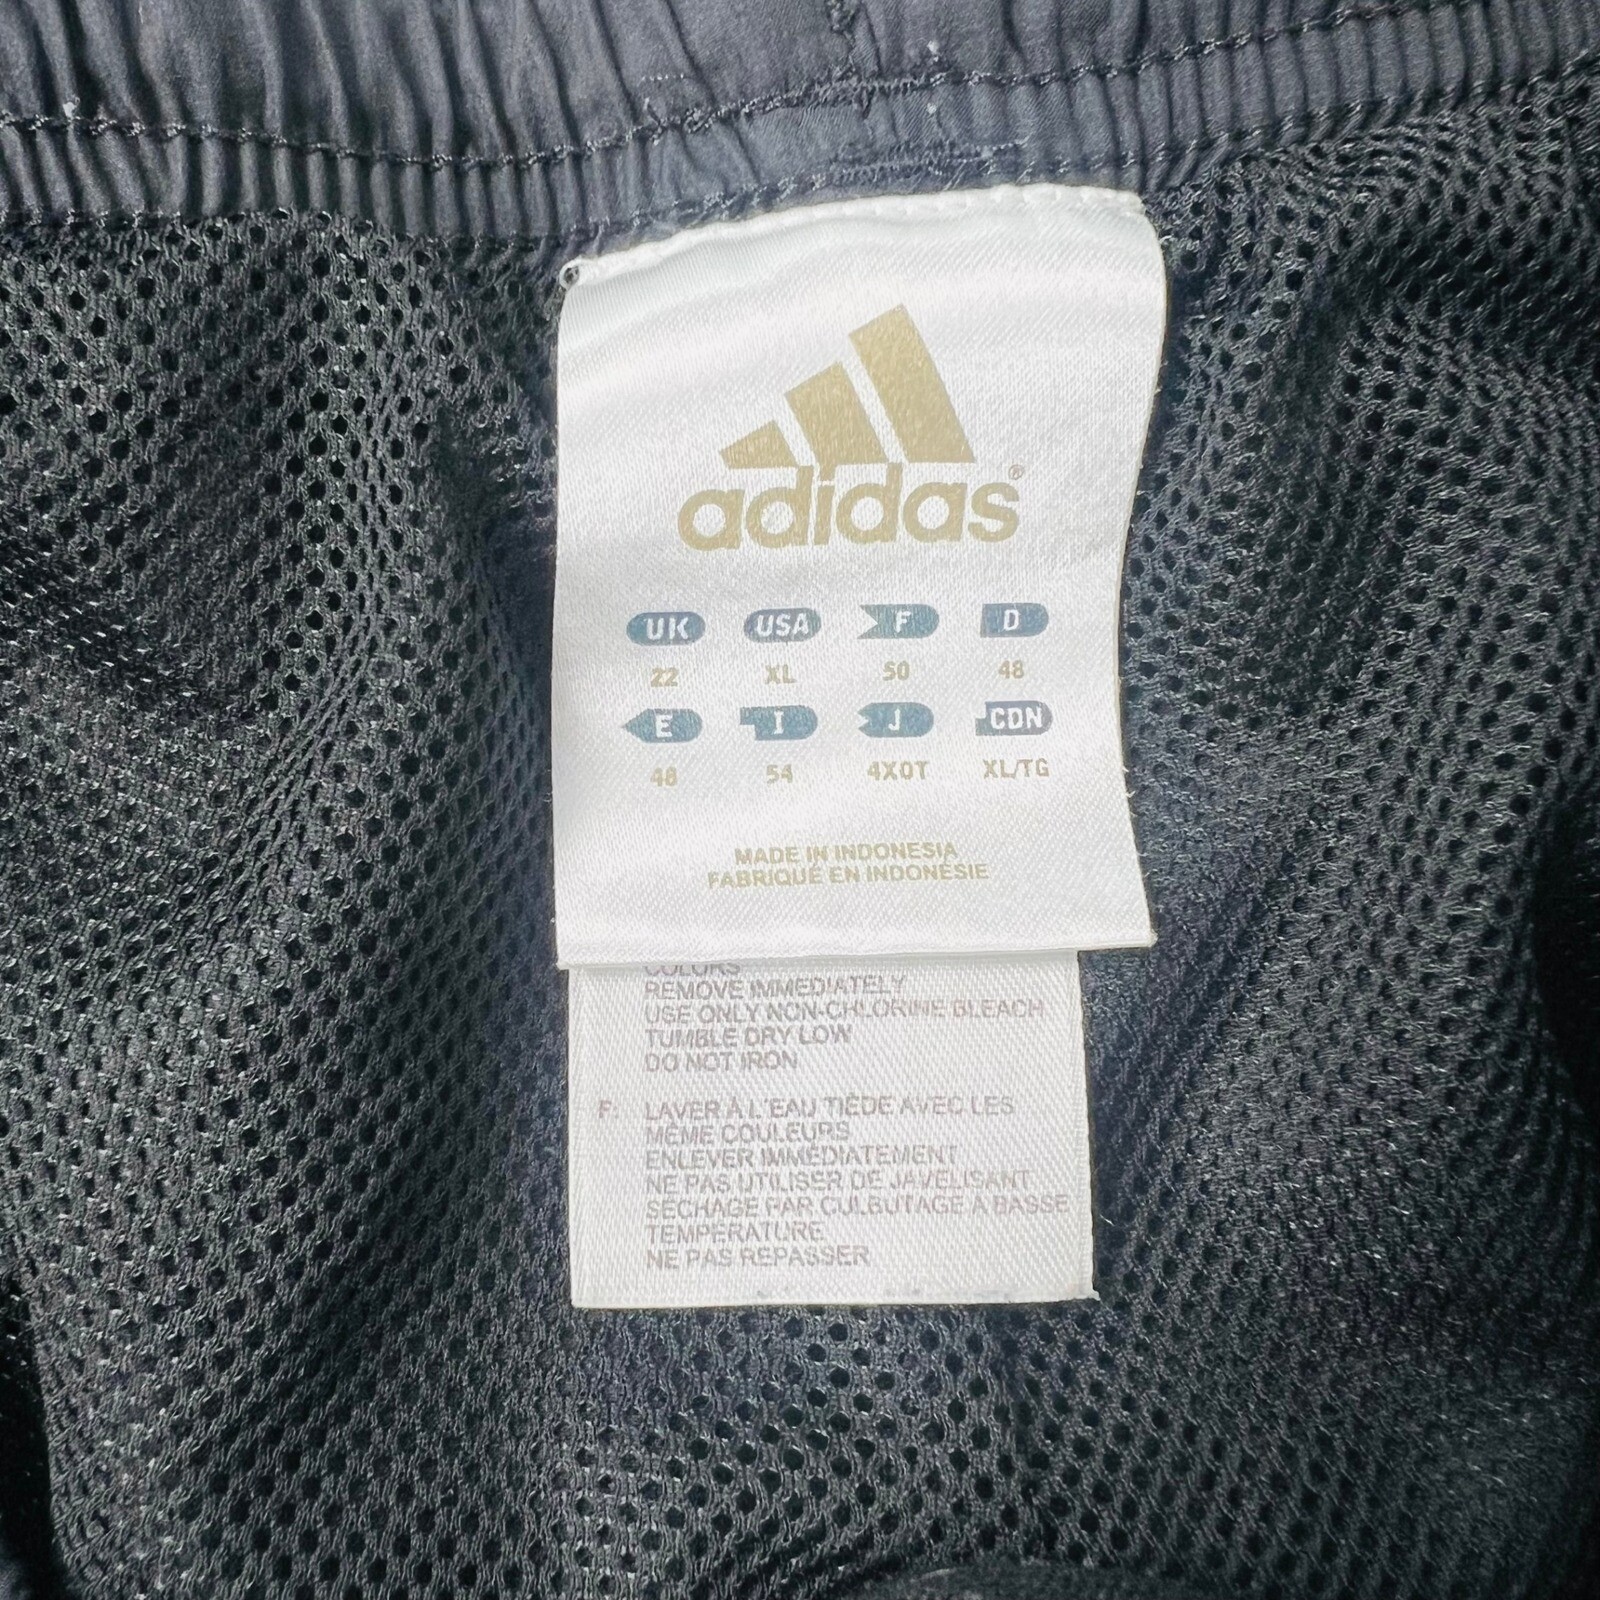 adidas®
UK USA F D
22 XL 50 48
E I J CDN
48 54 4XOT XL/TG
MADE IN INDONESIA
FABRIQUÉ EN INDONÉSIE
COLORS
REMOVE IMMEDIATELY
USE ONLY NON-CHLORINE BLEACH
TUMBLE DRY LOW
DO NOT IRON
F: LAVER À L'EAU TIÈDE AVEC LES
MÊME COULEURS
ENLEVER IMMÉDIATEMENT
NE PAS UTILISER DE JAVELISANT
SÉCHAGE PAR CULBUTAGE À BASSE
TEMPÉRATURE
NE PAS REPASSER